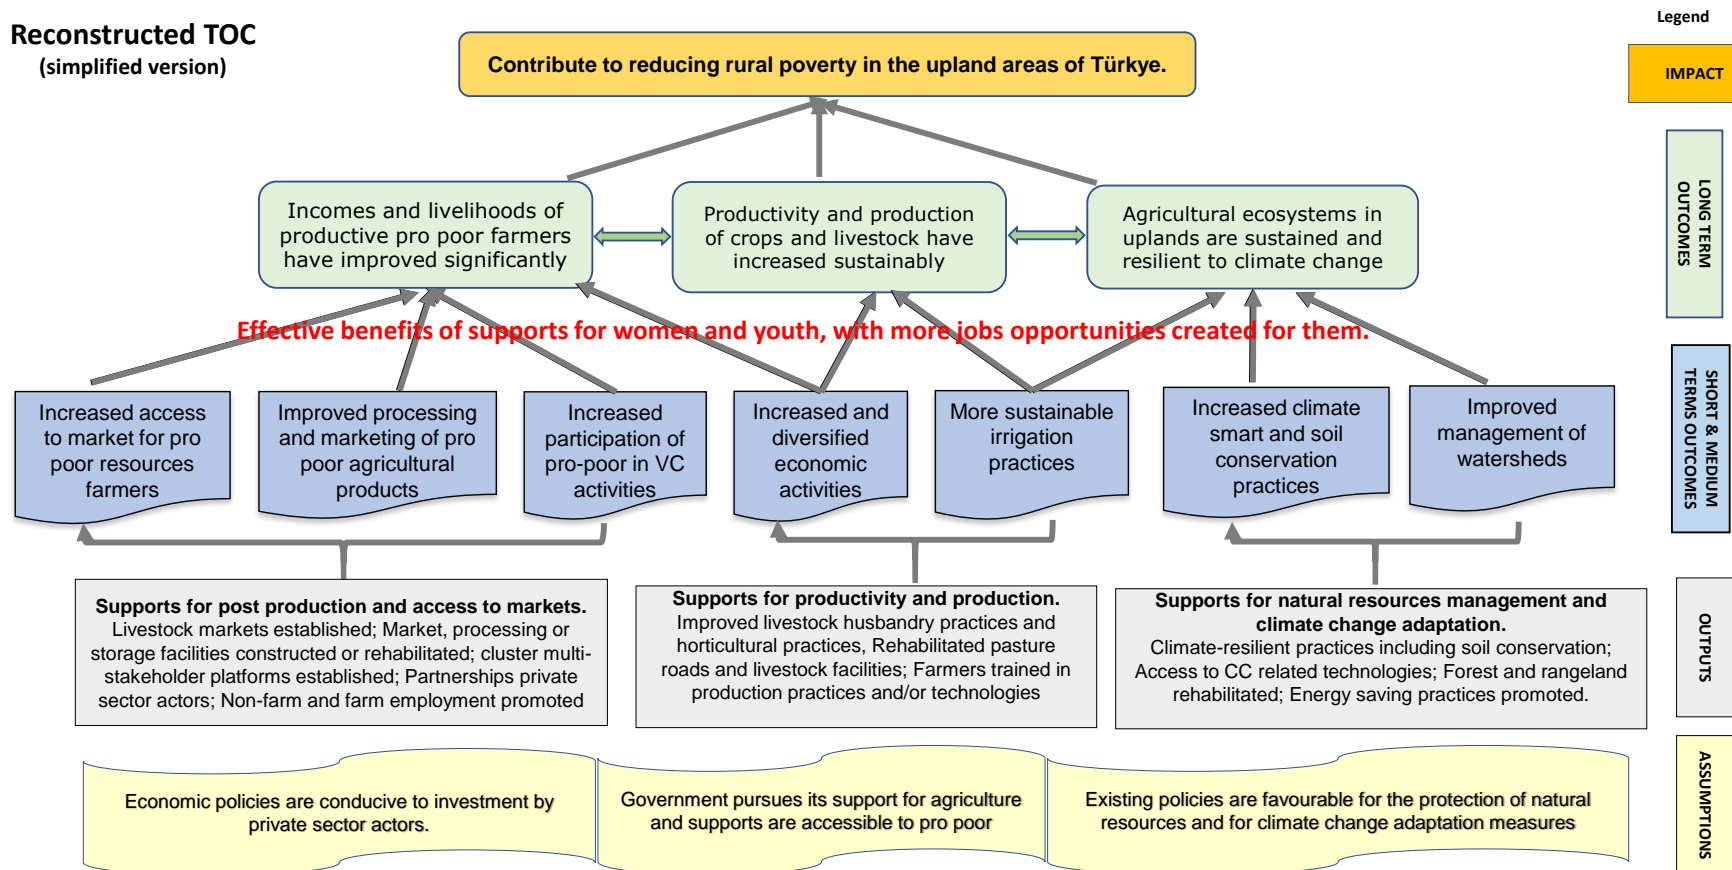 Reconstructed TOC
(simplified version)
Legend
Contribute to reducing rural poverty in the upland areas of Türkye.
IMPACT
Incomes and livelihoods of
productive pro poor farmers
have improved significantly
Productivity and production
of crops and livestock have
increased sustainably
Agricultural ecosystems in
uplands are sustained and
resilient to climate change
LONG TERM
OUTCOMES
Effective benefits of supports for women and youth, with more jobs opportunities created for them.
Increased access
to market for pro
poor resources
farmers
Improved processing
and marketing of pro
poor agricultural
products
Increased
participation of
pro-poor in VC
activities
Increased and
diversified
economic
activities
More sustainable
irrigation
practices
Increased climate
smart and soil
conservation
practices
Improved
management of
watersheds
SHORT & MEDIUM
TERMS OUTCOMES
Supports for post production and access to markets.
Livestock markets established; Market, processing or
storage facilities constructed or rehabilitated; cluster multi-
stakeholder platforms established; Partnerships private
sector actors; Non-farm and farm employment promoted
Supports for productivity and production.
Improved livestock husbandry practices and
horticultural practices, Rehabilitated pasture
roads and livestock facilities; Farmers trained in
production practices and/or technologies
Supports for natural resources management and
climate change adaptation.
Climate-resilient practices including soil conservation;
Access to CC related technologies; Forest and rangeland
rehabilitated; Energy saving practices promoted.
OUTPUTS
Economic policies are conducive to investment by
private sector actors.
Government pursues its support for agriculture
and supports are accessible to pro poor
Existing policies are favourable for the protection of natural
resources and for climate change adaptation measures
ASSUMPTIONS